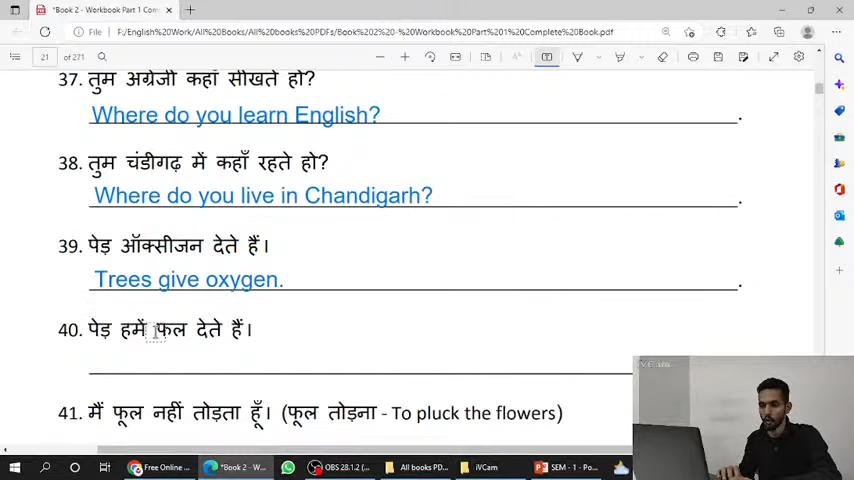 *Book 2 - Workbook Part 1 Com
File
F:/English%20Work/All%20Books/All%20books%20PDFs/Book%202%20-%20Workbook%20Part%201%20Complete%20Book.pdf
21 of 271
37. तुम अंग्रेजी कहाँ सीखते हो?
Where do you learn English? .
38. तुम चंडीगढ़ में कहाँ रहते हो?
Where do you live in Chandigarh? .
39. पेड़ ऑक्सीजन देते हैं।
Trees give oxygen. .
40. पेड़ हमें फल देते हैं।
iVCam
41. मैं फूल नहीं तोड़ता हूँ। (फूल तोड़ना - To pluck the flowers)
Free Online ... *Book 2 - W... OBS 28.1.2 (... All books PD... iVCam SEM - 1 - Po...